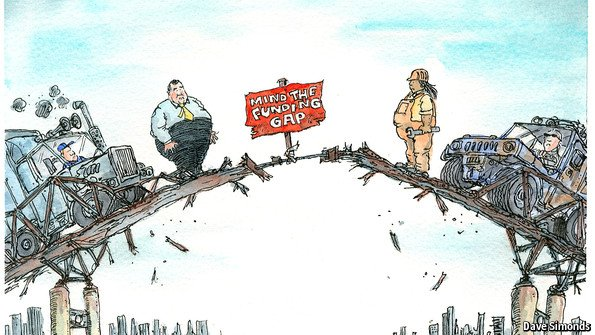 MIND THE
FUNDING
GAP
Dave Simonds